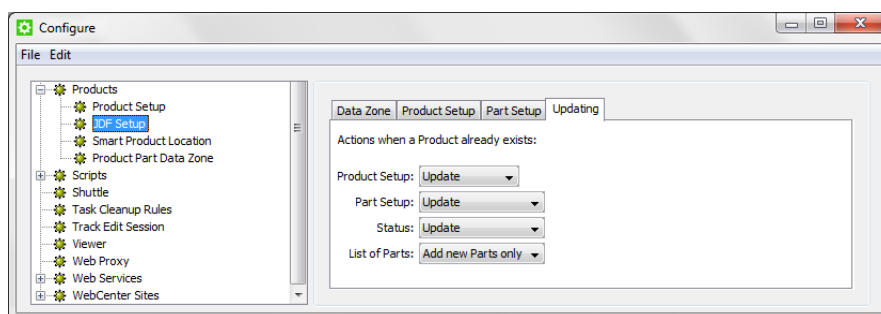 Configure
File Edit
Products
Product Setup
JDF Setup
Smart Product Location
Product Part Data Zone
Scripts
Shuttle
Task Cleanup Rules
Track Edit Session
Viewer
Web Proxy
Web Services
WebCenter Sites
Data Zone Product Setup Part Setup Updating
Actions when a Product already exists:
Product Setup: Update
Part Setup: Update
Status: Update
List of Parts: Add new Parts only